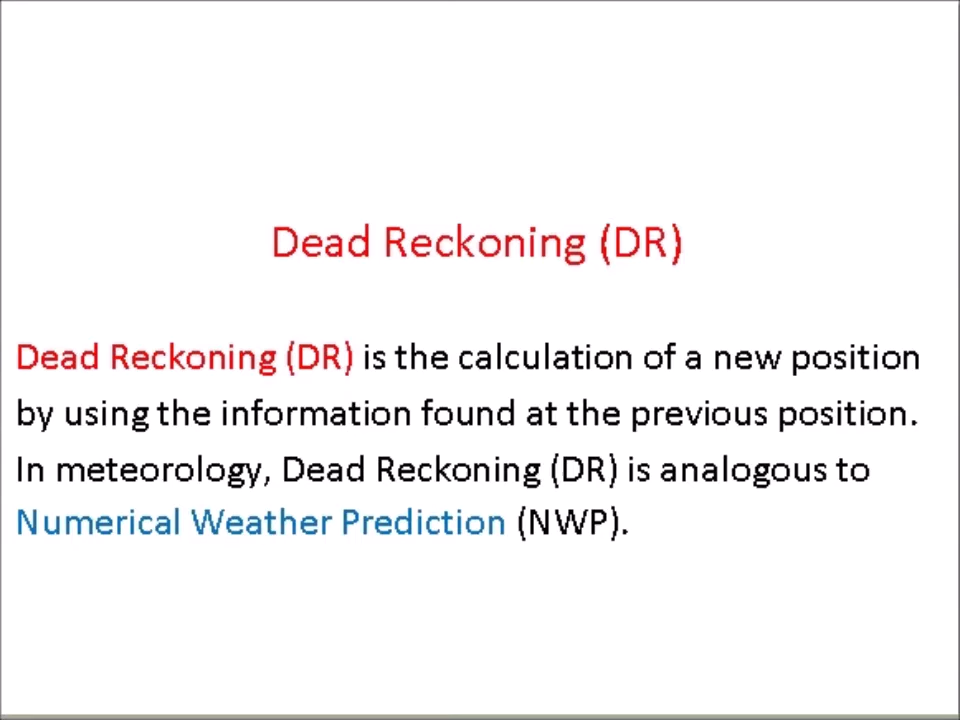 Dead Reckoning (DR)
Dead Reckoning (DR) is the calculation of a new position
by using the information found at the previous position.
In meteorology, Dead Reckoning (DR) is analogous to
Numerical Weather Prediction (NWP).